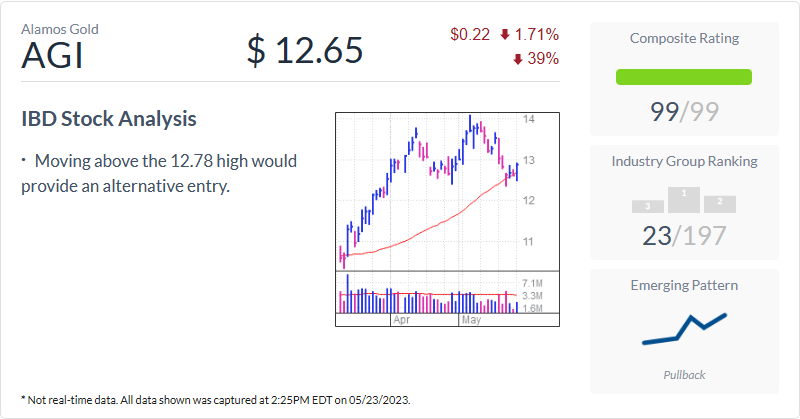 Alamos Gold
AGI
$ 12.65
$0.22 1.71%
39%
IBD Stock Analysis
· Moving above the 12.78 high would
provide an alternative entry.
14
13
12
11
7.1M
3.3M
1.6M
Apr
May
Composite Rating
99/99
Industry Group Ranking
3 1 2
23/197
Emerging Pattern
Pullback
* Not real-time data. All data shown was captured at 2:25PM EDT on 05/23/2023.